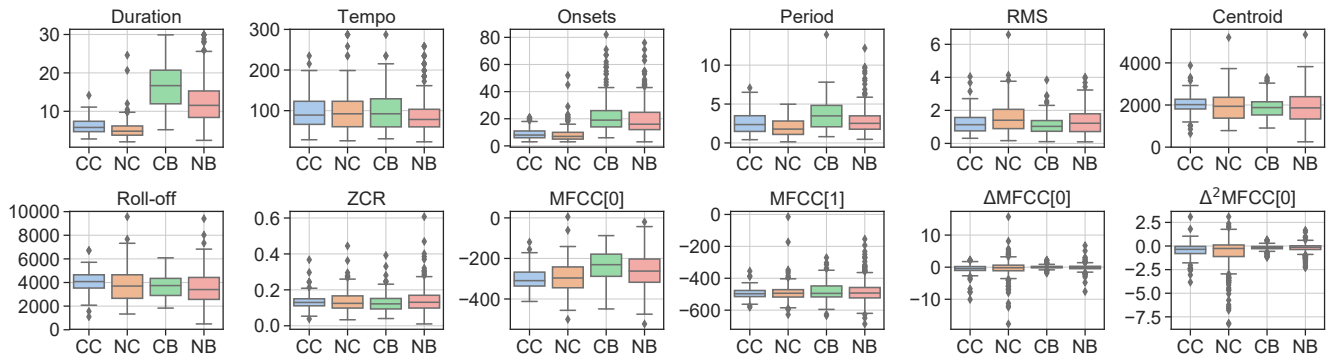 Duration Tempo Onsets Period RMS Centroid
30 20 10
300 200 100
80 60 40 20 0
10 5 0
6 4 2 0
4000 2000 0
CC NC CB NB CC NC CB NB CC NC CB NB CC NC CB NB CC NC CB NB CC NC CB NB
Roll-off ZCR MFCC[0] MFCC[1] ΔMFCC[0] Δ²MFCC[0]
10000 8000 6000 4000 2000 0
0.6 0.4 0.2 0.0
0 −200 −400
0 −200 −400 −600
10 0 −10
2.5 0.0 −2.5 −5.0 −7.5
CC NC CB NB CC NC CB NB CC NC CB NB CC NC CB NB CC NC CB NB CC NC CB NB